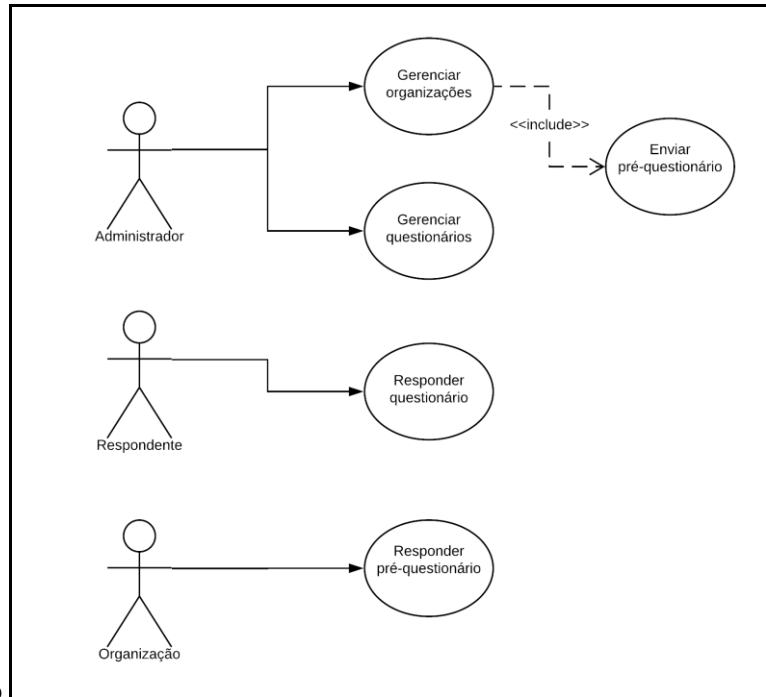 Gerenciar
organizações
<<include>>
Enviar
pré-questionário
Administrador
Gerenciar
questionários
Respondente
Responder
questionário
Organização
Responder
pré-questionário